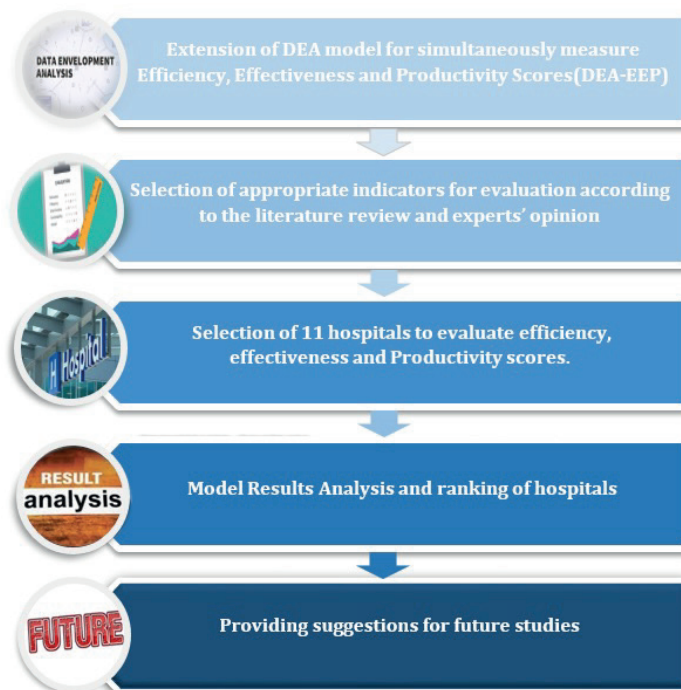 DATA ENVELOPMENT
ANALYSIS
Extension of DEA model for simultaneously measure
Efficiency, Effectiveness and Productivity Scores(DEA-EEP)
Selection of appropriate indicators for evaluation according
to the literature review and experts’ opinion
H Hospital
Selection of 11 hospitals to evaluate efficiency,
effectiveness and Productivity scores.
RESULT
analysis
Model Results Analysis and ranking of hospitals
FUTURE
Providing suggestions for future studies